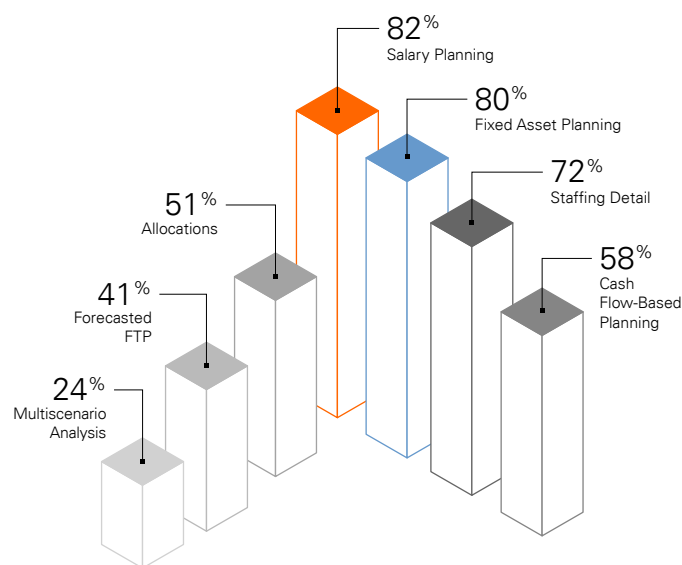 82%
Salary Planning
80%
Fixed Asset Planning
72%
Staffing Detail
51%
Allocations
58%
Cash
Flow-Based
Planning
41%
Forecasted
FTP
24%
Multiscenario
Analysis